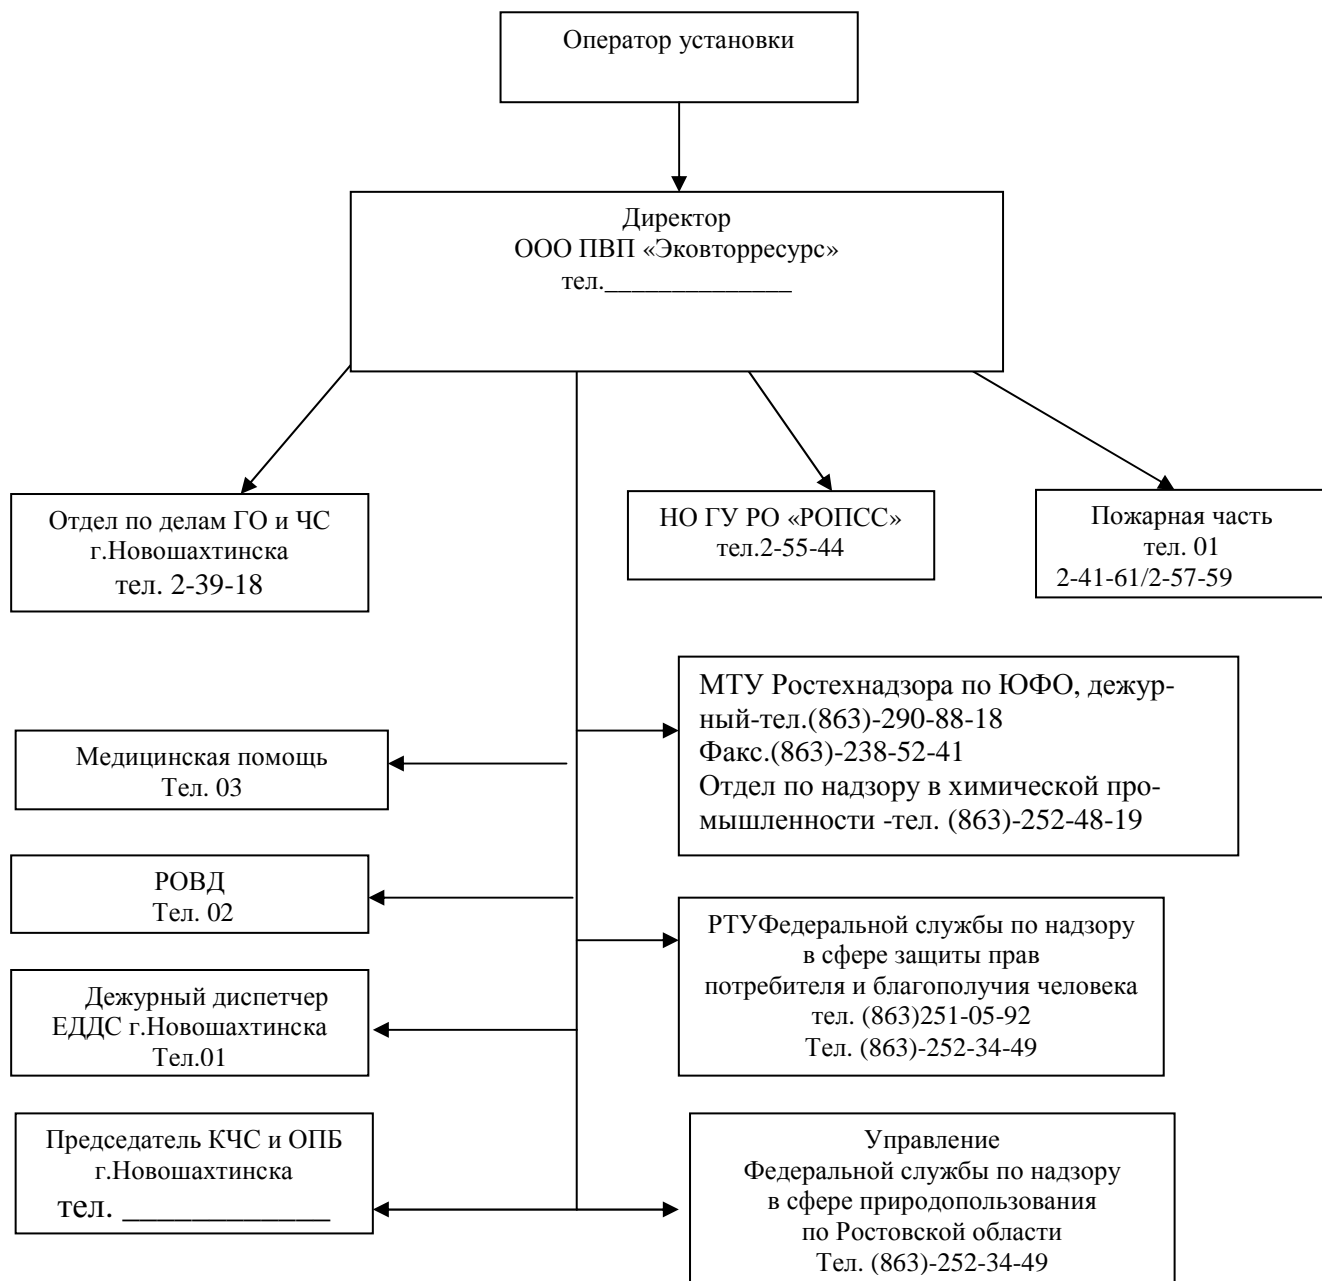 Оператор установки
Директор
ООО ПВП «Эковторресурс»
тел.______________
Отдел по делам ГО и ЧС
г.Новошахтинска
тел. 2-39-18
НО ГУ РО «РОПСС»
тел.2-55-44
Пожарная часть
тел. 01
2-41-61/2-57-59
МТУ Ростехнадзора по ЮФО, дежур-
ный-тел.(863)-290-88-18
Факс.(863)-238-52-41
Отдел по надзору в химической про-
мышленности -тел. (863)-252-48-19
Медицинская помощь
Тел. 03
РОВД
Тел. 02
РТУФедеральной службы по надзору
в сфере защиты прав
потребителя и благополучия человека
тел. (863)251-05-92
Тел. (863)-252-34-49
Дежурный диспетчер
ЕДДС г.Новошахтинска
Тел.01
Председатель КЧС и ОПБ
г.Новошахтинска
тел. _____________
Управление
Федеральной службы по надзору
в сфере природопользования
по Ростовской области
Тел. (863)-252-34-49